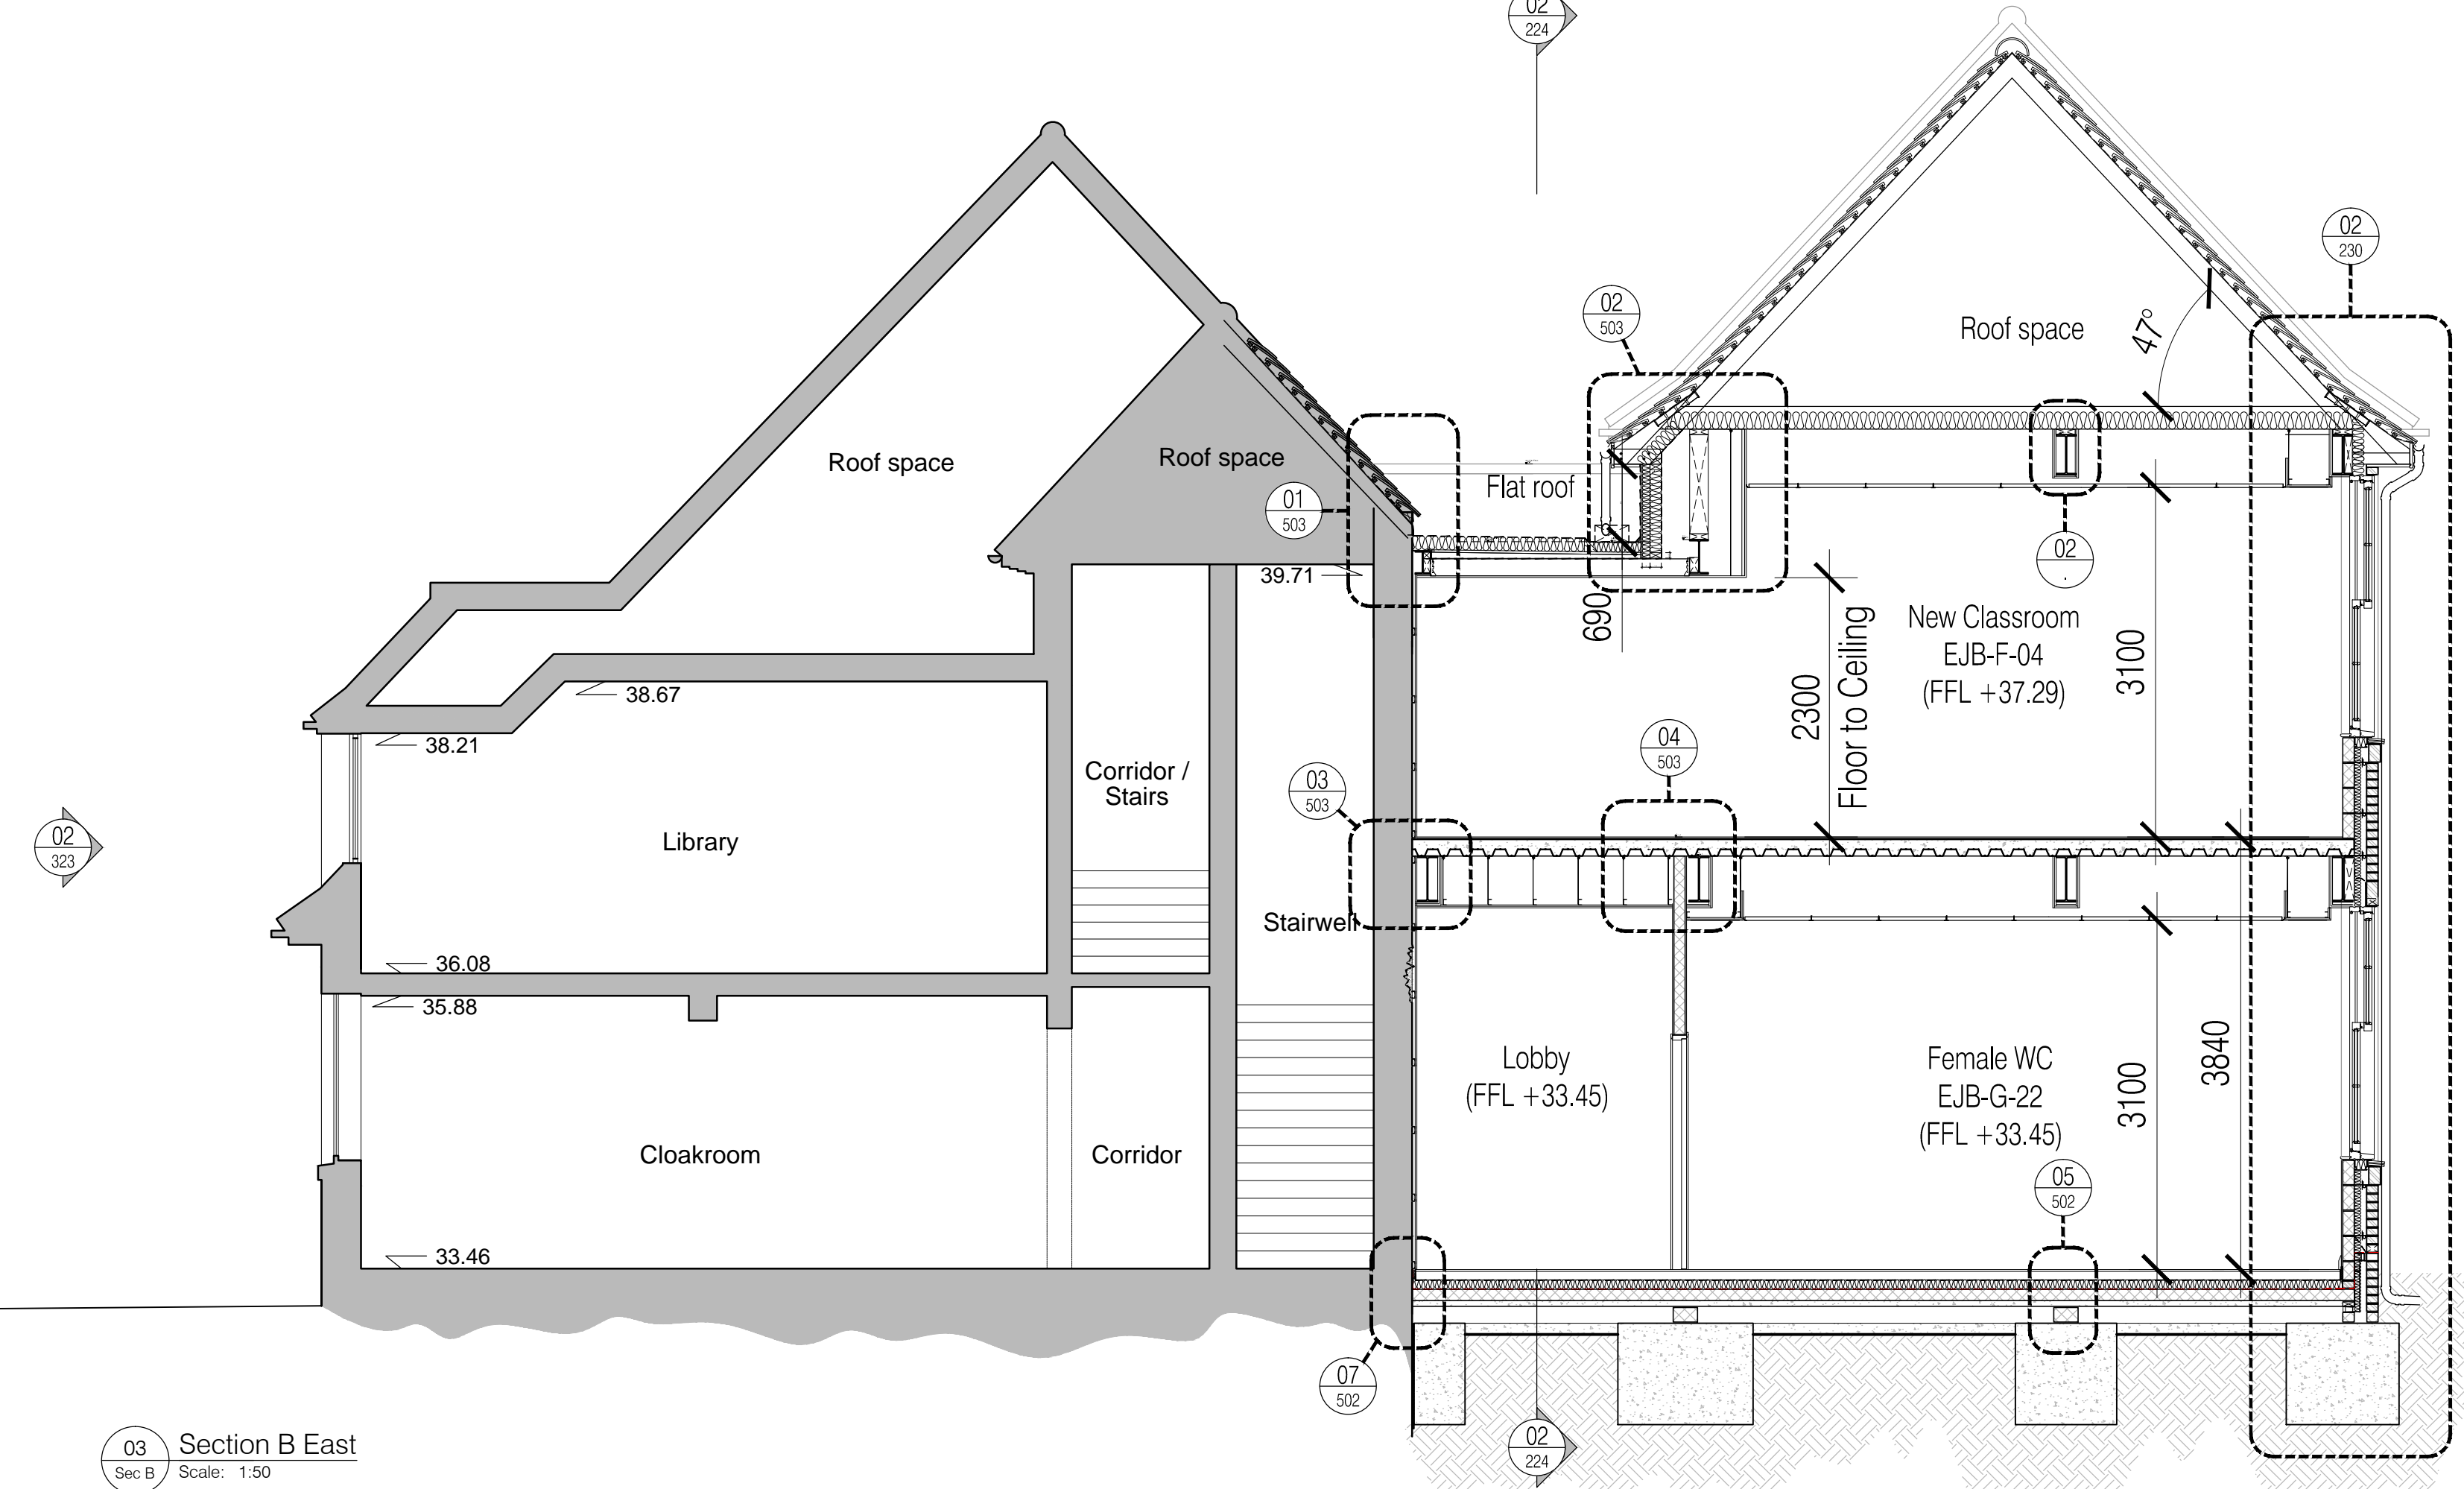 02
224
02
230
02
503
Roof space
47°
Roof space
Roof space
01
503
Flat roof
39.71
02
.
690
New Classroom
EJB-F-04
(FFL +37.29)
2300
Floor to Ceiling
3100
38.67
38.21
Corridor /
Stairs
04
503
03
503
02
323
Library
Stairwell
36.08
35.88
Lobby
(FFL +33.45)
Female WC
EJB-G-22
(FFL +33.45)
3100
3840
Cloakroom
Corridor
05
502
33.46
07
502
02
224
03
Sec B
Section B East
Scale: 1:50